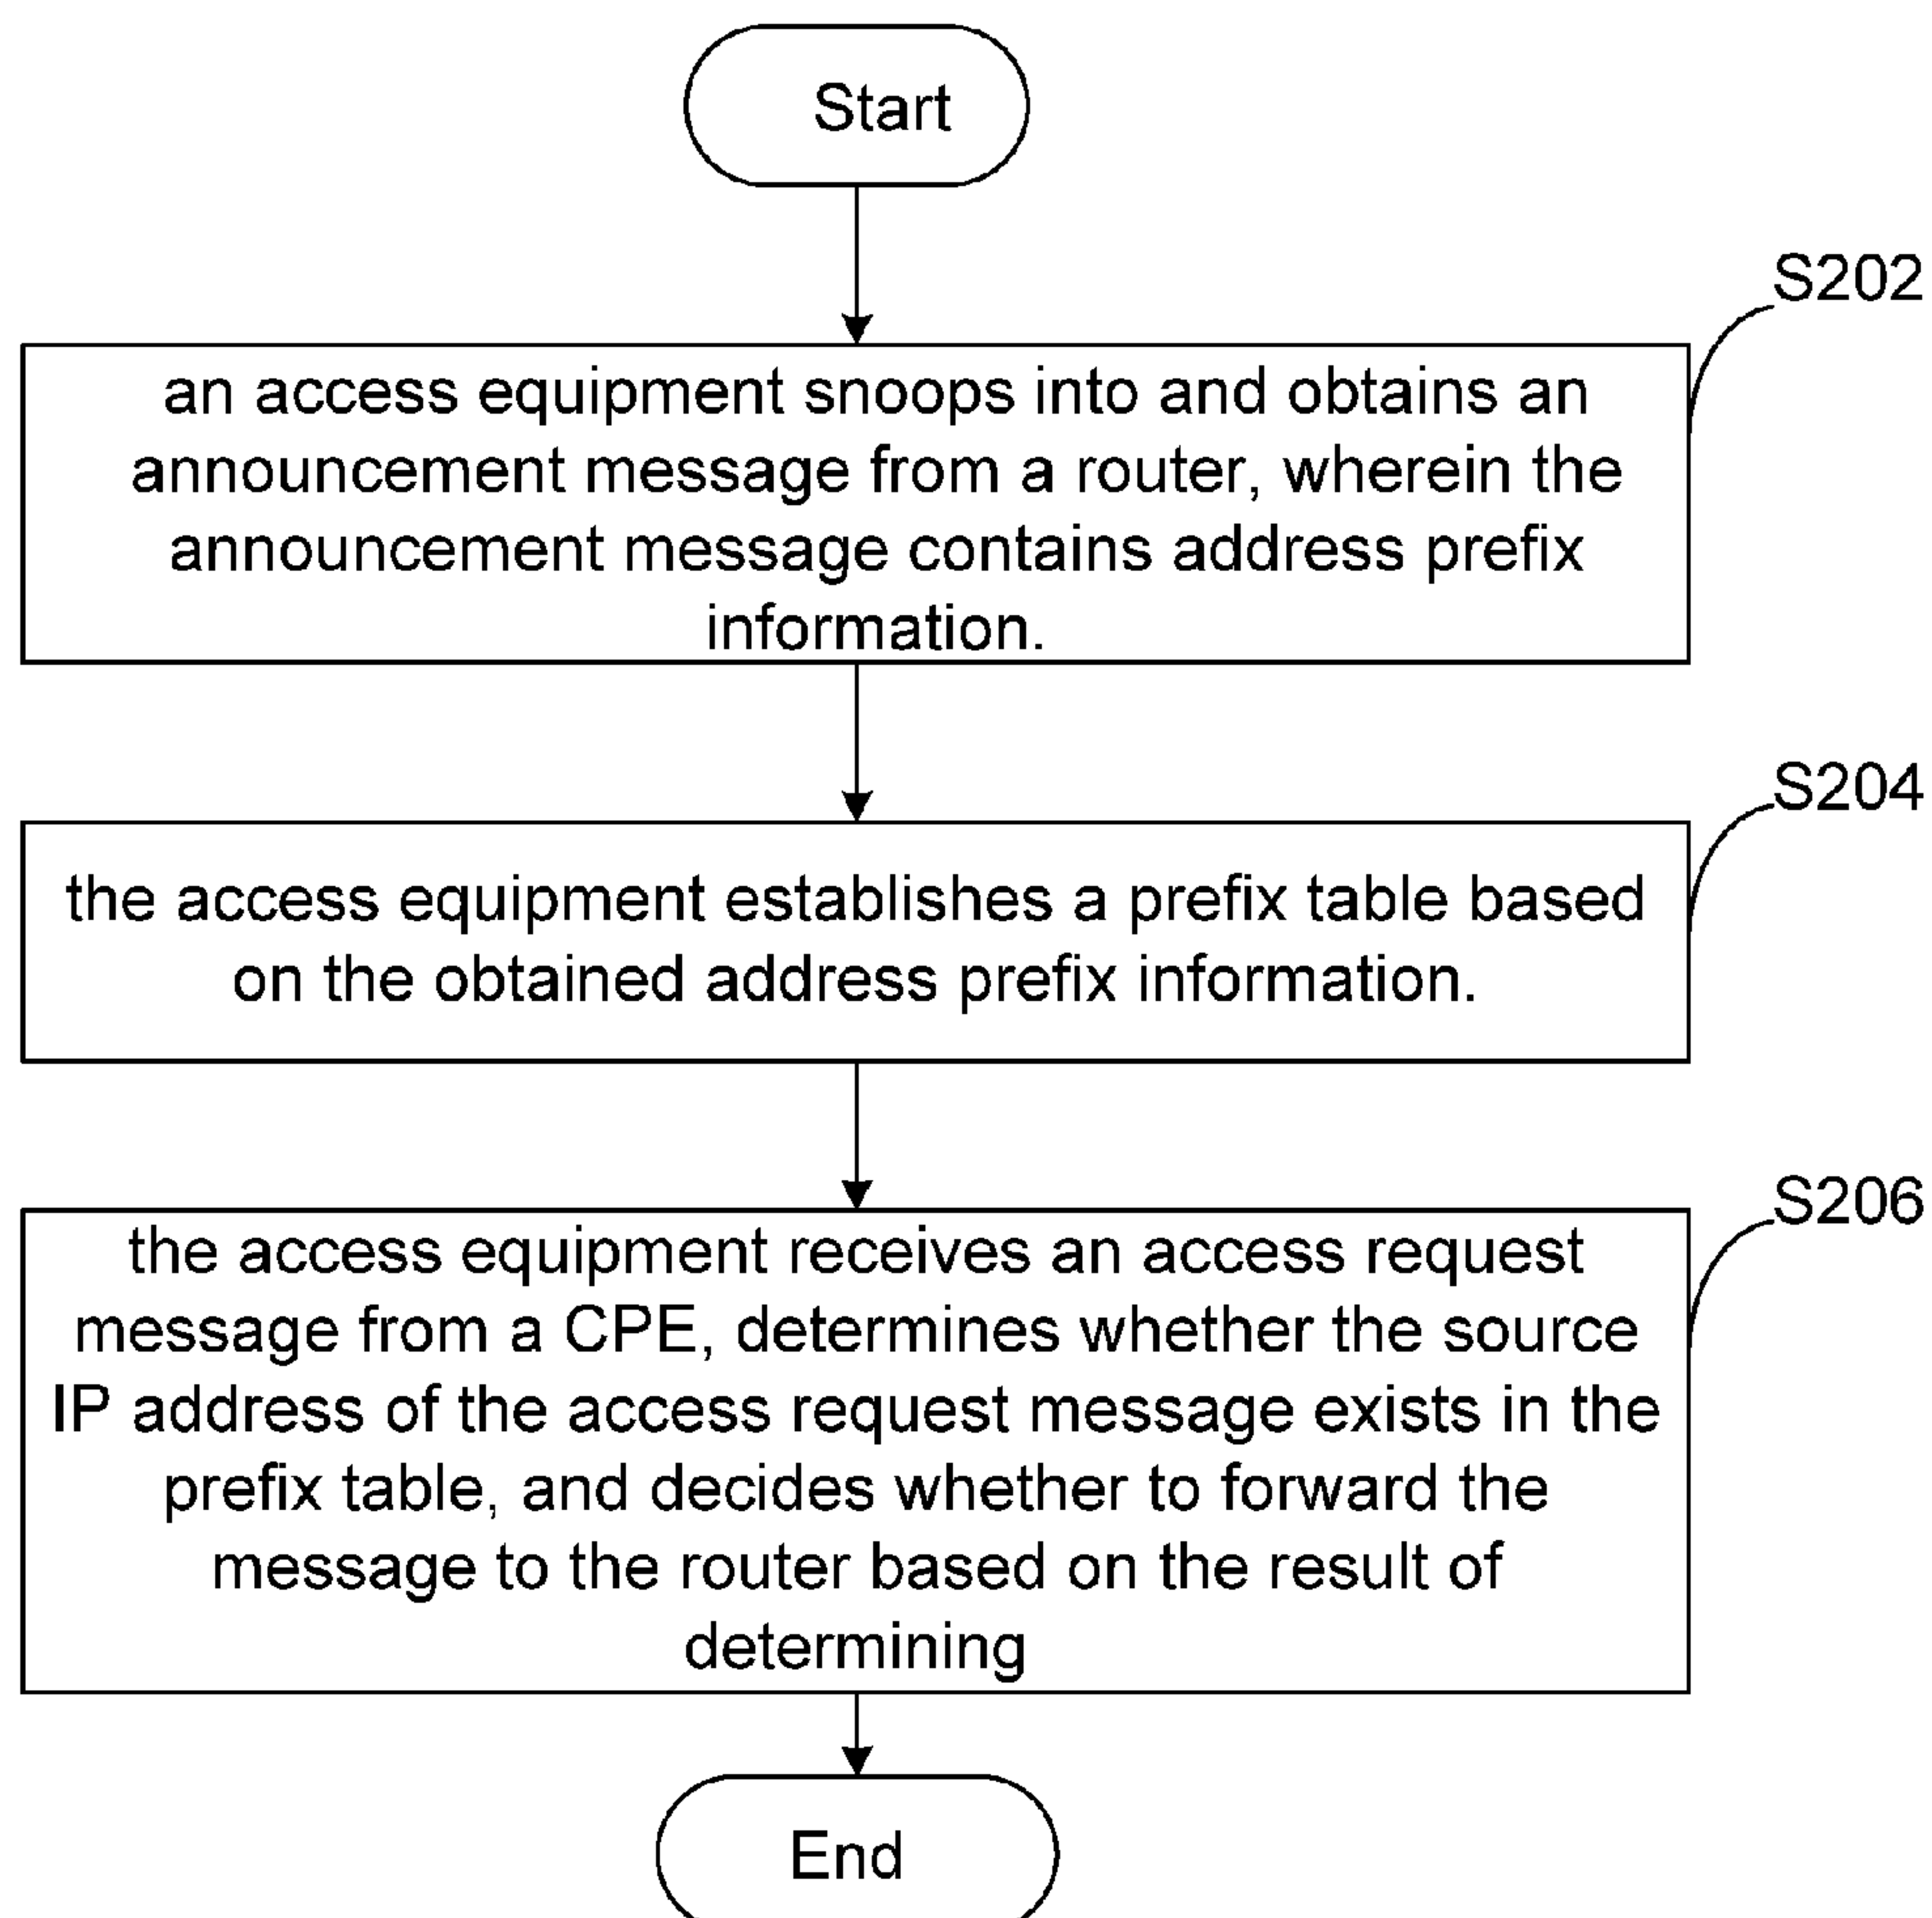 Start
S202
an access equipment snoops into and obtains an
announcement message from a router, wherein the
announcement message contains address prefix
information.
S204
the access equipment establishes a prefix table based
on the obtained address prefix information.
S206
the access equipment receives an access request
message from a CPE, determines whether the source
IP address of the access request message exists in the
prefix table, and decides whether to forward the
message to the router based on the result of
determining
End